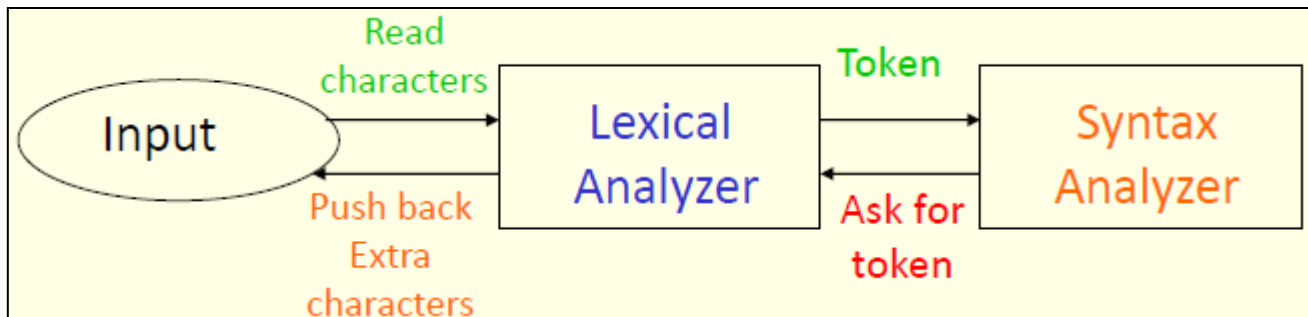 Read
characters
Input
Push back
Extra
characters
Lexical
Analyzer
Token
Ask for
token
Syntax
Analyzer